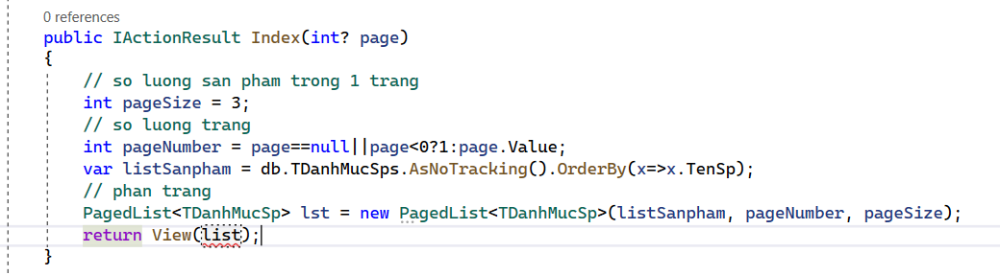 0 references
public IActionResult Index(int? page)
{
// so luong san pham trong 1 trang
int pageSize = 3;
// so luong trang
int pageNumber = page==null||page<0?1:page.Value;
var listSanpham = db.TDanhMucSps.AsNoTracking().OrderBy(x=>x.TenSp);
// phan trang
PagedList<TDanhMucSp> lst = new PagedList<TDanhMucSp>(listSanpham, pageNumber, pageSize);
return View(list);
}